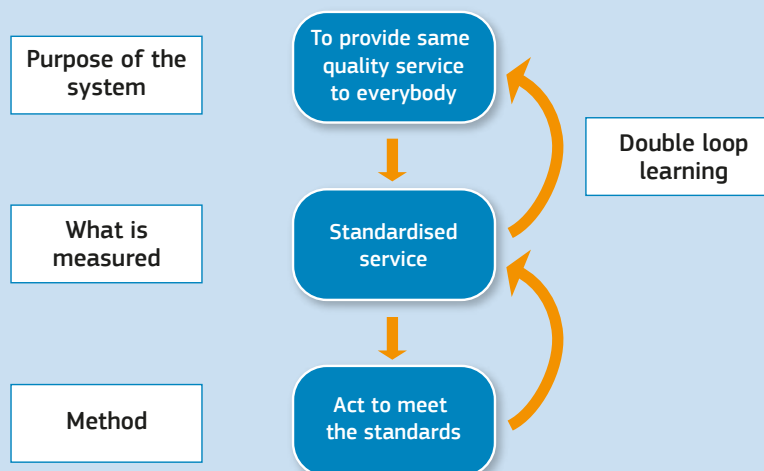 Purpose of the
system
To provide same
quality service
to everybody
Double loop
learning
What is
measured
Standardised
service
Method
Act to meet
the standards